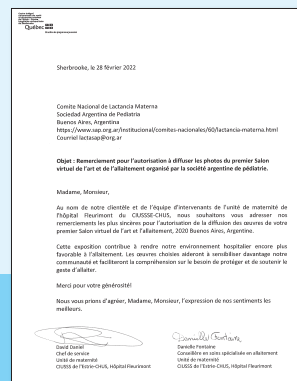 Québec
Sherbrooke, le 28 février 2022
Comite Nacional de Lactancia Materna
Sociedad Argentina de Pediatria
Buenos Aires, Argentina
https://www.sap.org.ar/institucional/comites-nacionales/60/lactancia-materna.html
Courriel lactasap@org.ar
Objet : Remerciement pour l'autorisation à diffuser les photos du premier Salon
virtuel de l'art et de l'allaitement organisé par la société argentine de pédiatrie.
Madame, Monsieur,
Au nom de notre clientèle et de l'équipe d'intervenants de l'unité de maternité de
l'hôpital Fleurimont du CIUSSSE-CHUS, nous souhaitons vous adresser nos
remerciements les plus sincères pour l'autorisation de la diffusion des œuvres de votre
premier Salon virtuel de l'art et l'allaitement, 2020 Buenos Aires, Argentine.
Cette exposition contribue à rendre notre environnement hospitalier encore plus
favorable à l'allaitement. Les œuvres choisies aideront à sensibiliser davantage notre
communauté et faciliteront la compréhension sur le besoin de protéger et de soutenir le
geste d'allaiter.
Merci pour votre générosité!
Nous vous prions d'agréer, Madame, Monsieur, l'expression de nos sentiments les
meilleurs.
Danielle Fontaine
David Daniel
Chef de service
Unité de maternité
CIUSSS de l'Estrie-CHUS, Hôpital Fleurimont
Danielle Fontaine
Conseillère en soins spécialisée en allaitement
Unité de maternité
CIUSSS de l'Estrie-CHUS, Hôpital Fleurimont